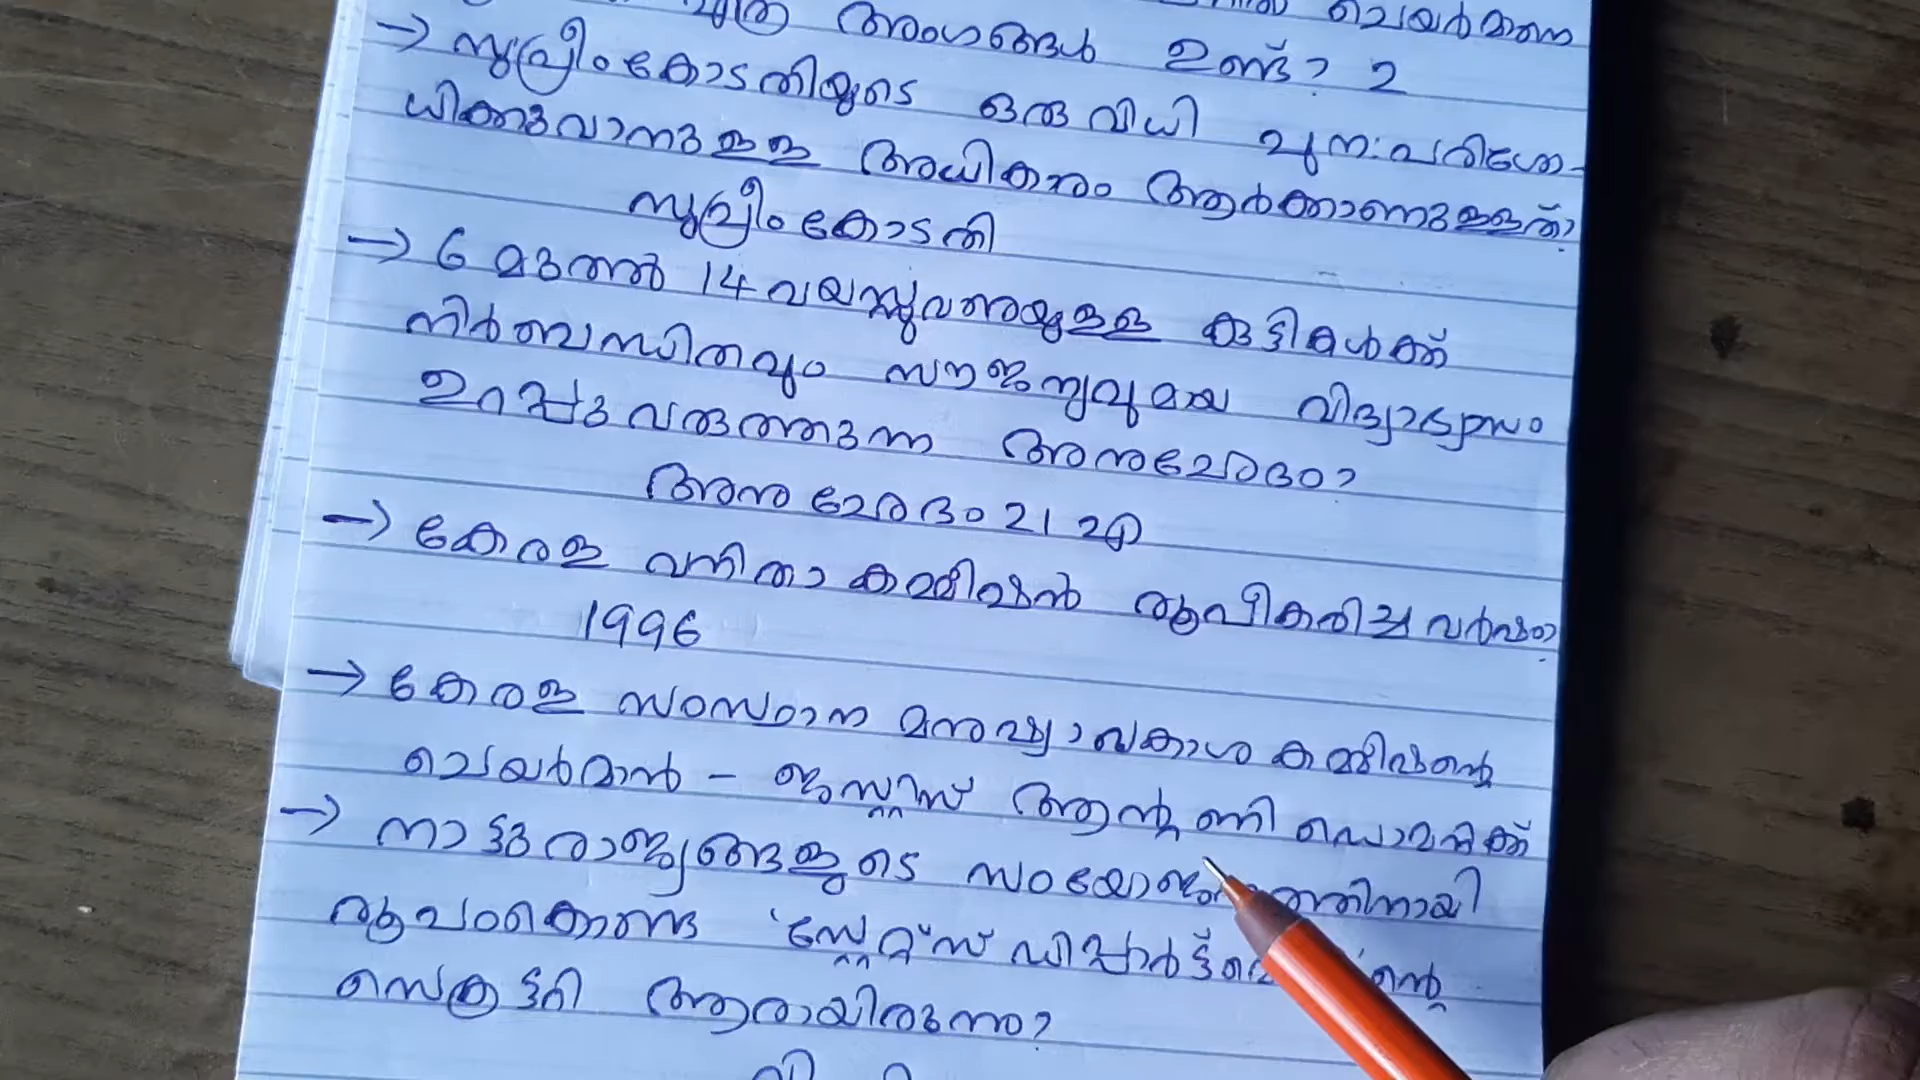 എത്ര അംഗങ്ങൾ ഉണ്ട്? 2
→ സുപ്രീംകോടതിയുടെ ഒരു വിധി പുനഃപരിശോ-
ധിക്കുവാനുള്ള അധികാരം ആർക്കാണുള്ളത്?
സുപ്രീംകോടതി
→ 6 മുതൽ 14 വയസ്സുവരെയുള്ള കുട്ടികൾക്ക്
നിർബന്ധിതവും സൗജന്യവുമായ വിദ്യാഭ്യാസം
ഉറപ്പുവരുത്തുന്ന അനുഛേദം?
അനുഛേദം 21 എ
→ കേരള വനിതാ കമ്മീഷൻ രൂപീകരിച്ച വർഷം?
1996
→ കേരള സംസ്ഥാന മനുഷ്യാവകാശ കമ്മീഷന്റെ
ചെയർമാൻ - ജസ്റ്റിസ് ആന്റണി ഡൊമനിക്ക്
→ നാട്ടുരാജ്യങ്ങളുടെ സംയോജനത്തിനായി
രൂപംകൊണ്ട 'സ്റ്റേറ്റ്സ്
സെക്രട്ടറി ആരായിരുന്നു?